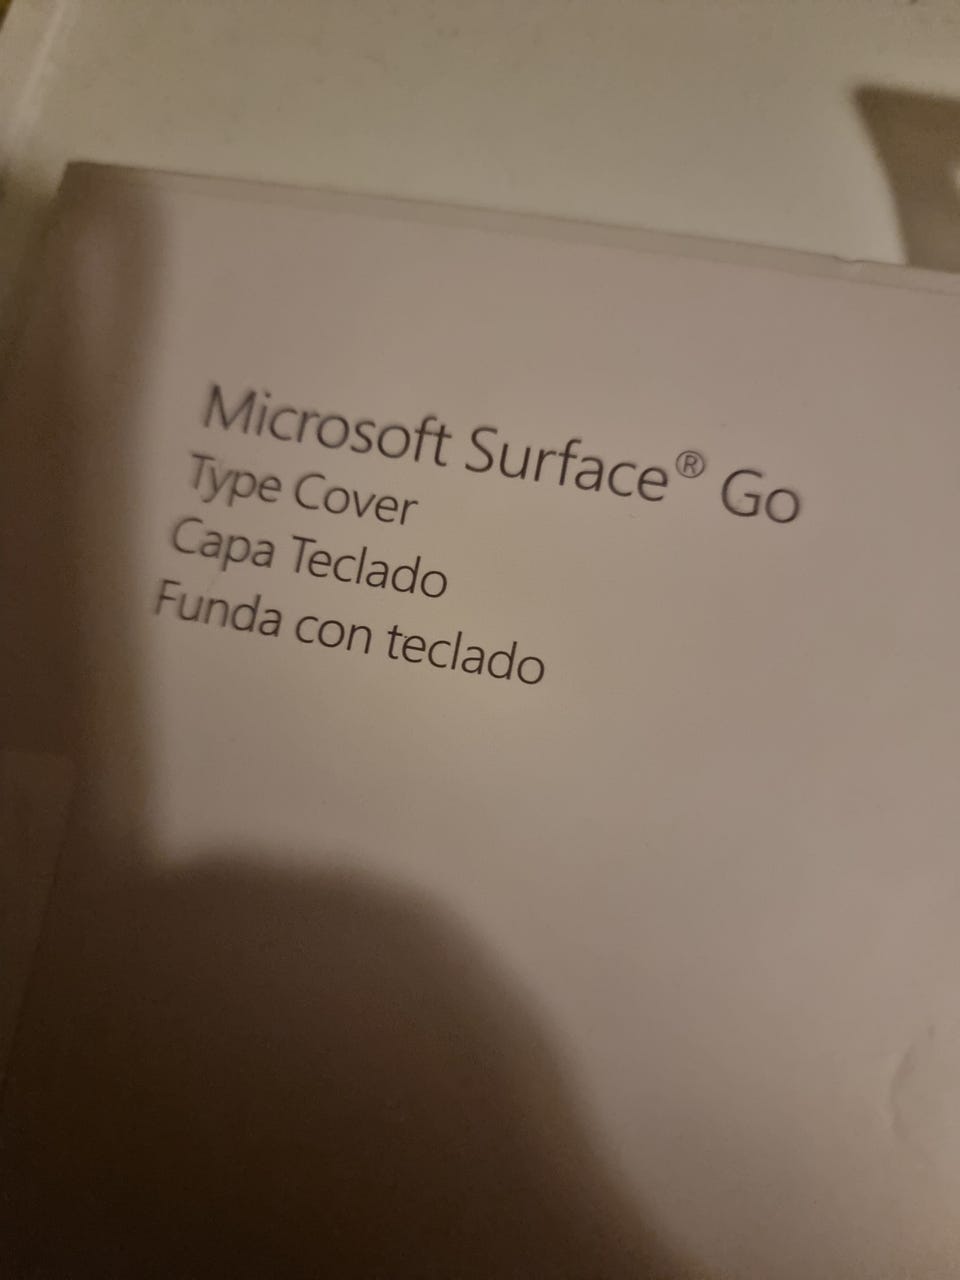 Microsoft Surface® Go
Type Cover
Capa Teclado
Funda con teclado